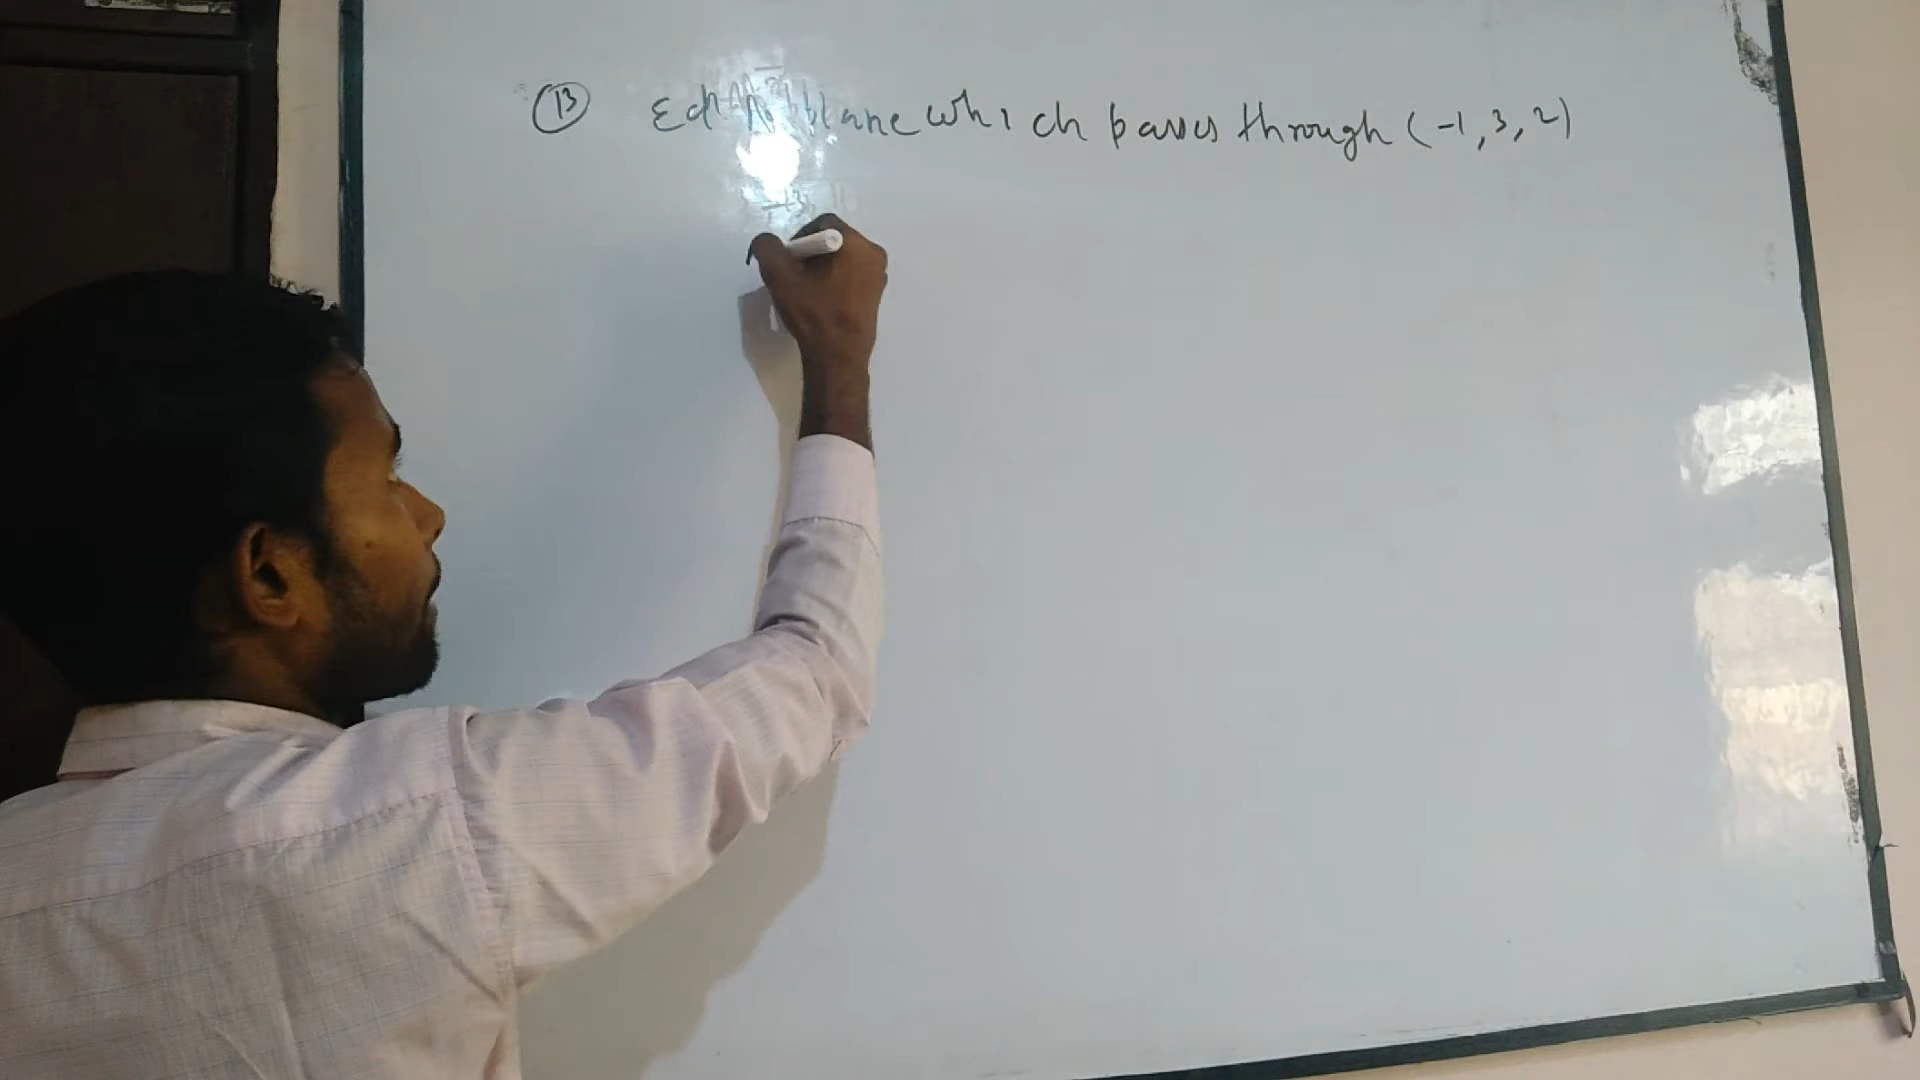 (13) Eqn of plane which passes through (-1, 3, 2)